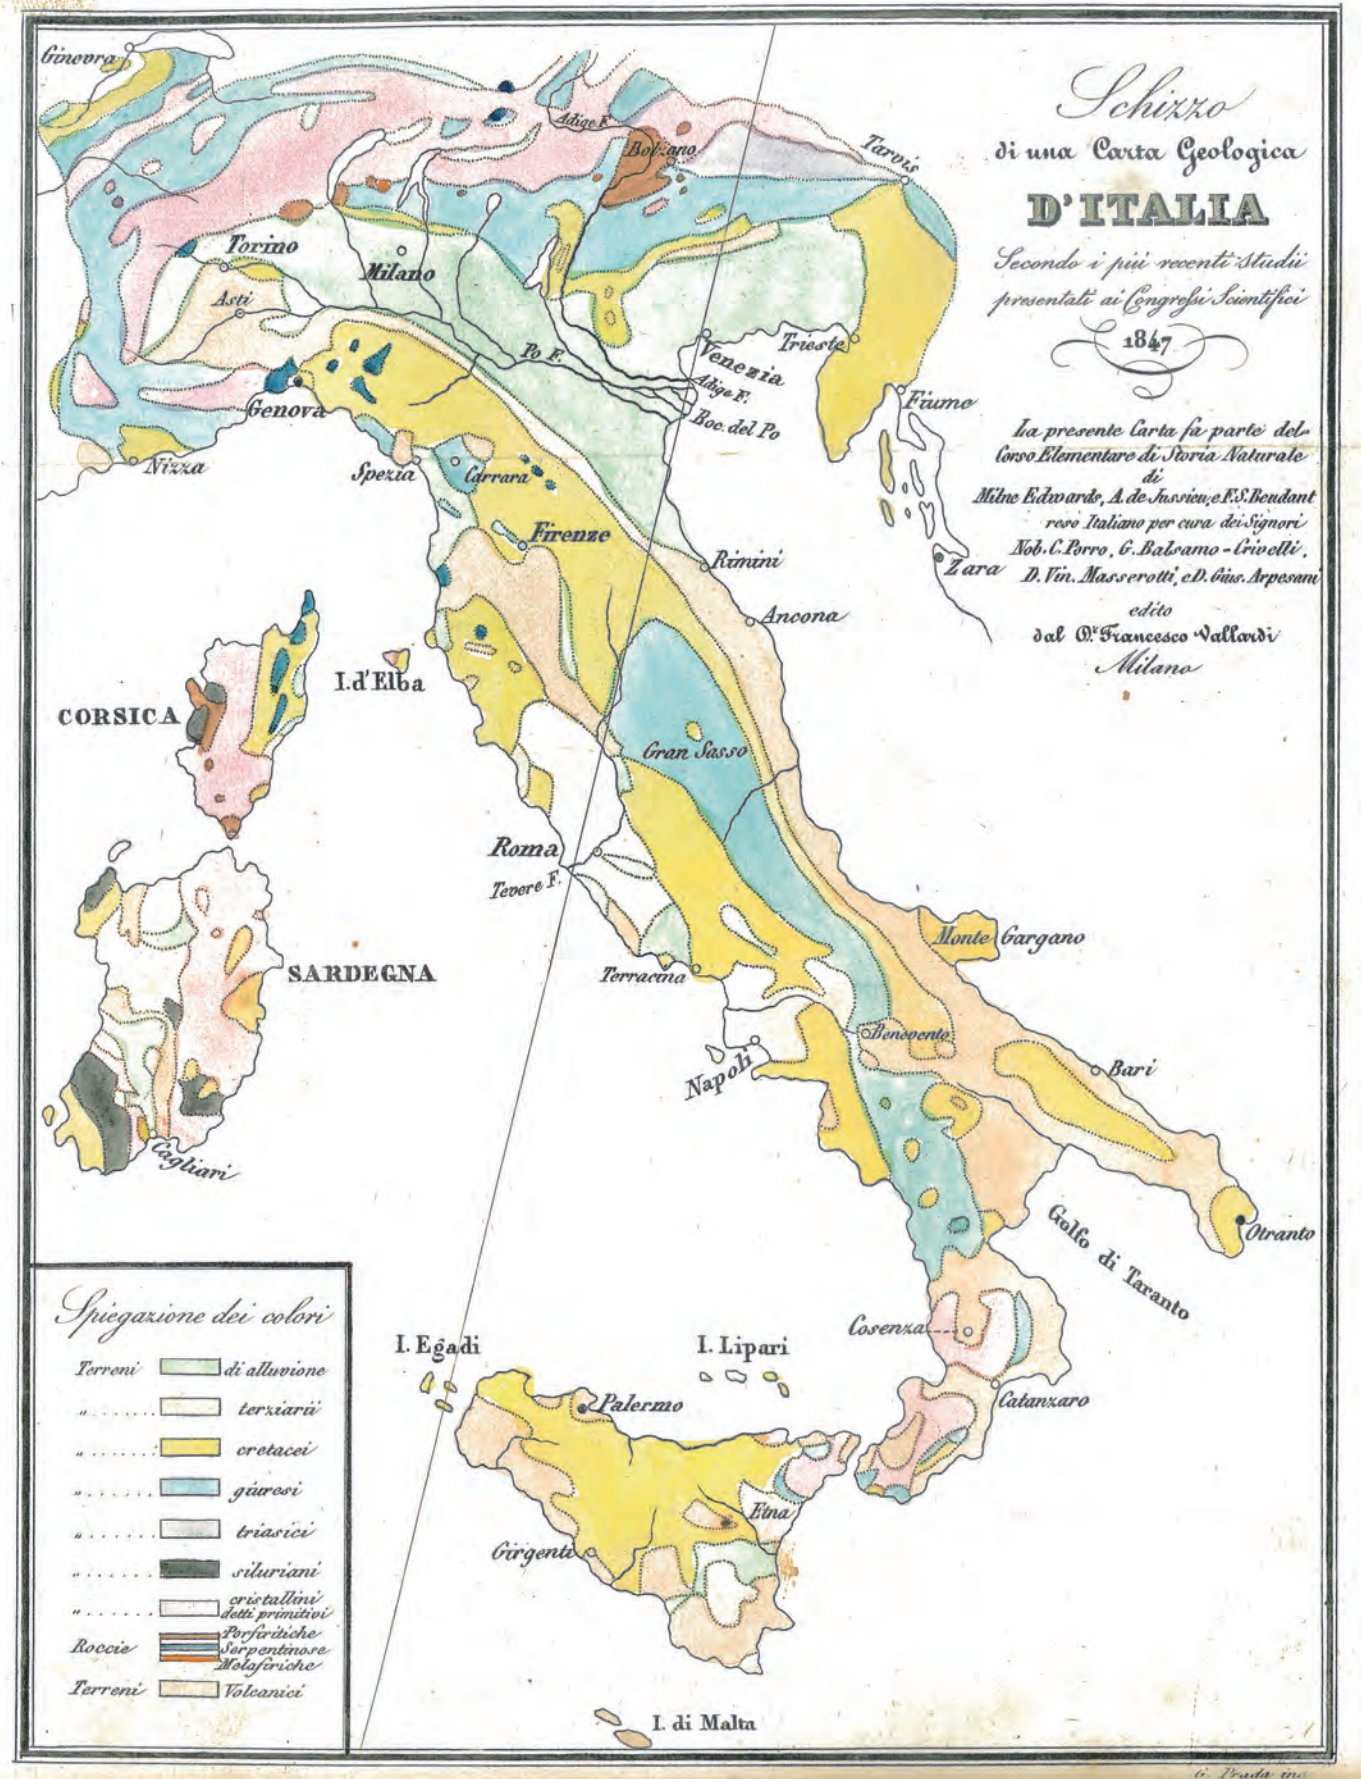 Schizzo
di una Carta Geologica
D'ITALIA
Secondo i più recenti studii
presentati ai Congressi Scientifici
1847
La presente Carta fa parte del
Corso Elementare di Storia Naturale
di
Milne Edwards, A. de Jussieu, e F. S. Beudant
reso Italiano per cura dei Signori
Nob. C. Porro, G. Balsamo-Crivelli,
D. Vin. Masserotti, e D. Gius. Arpesani
edito
dal Dr. Francesco Vallardi
Milano
Ginevra
Adige F.
Bolzano
Tarvis
Torino
Milano
Asti
Po F.
Venezia
Trieste
Adige F.
Genova
Boc. del Po
Fiume
Nizza
Spezia
Carrara
Firenze
Rimini
Zara
Ancona
I. d'Elba
CORSICA
Gran Sasso
Roma
Tevere F.
Monte Gargano
SARDEGNA
Terracina
Benevento
Napoli
Bari
Cagliari
Golfo di Taranto
Otranto
Cosenza
I. Egadi
I. Lipari
Catanzaro
Palermo
Etna
Girgenti
I. di Malta
Spiegazione dei colori
Terreni di alluvione
" ....... terziarii
" ....... cretacei
" ....... giuresi
" ....... triasici
" ....... siluriani
" ....... cristallini detti primitivi
Roccie Porfiritiche
Serpentinose
Melafiriche
Terreni Volcanici
G. Prada inc.